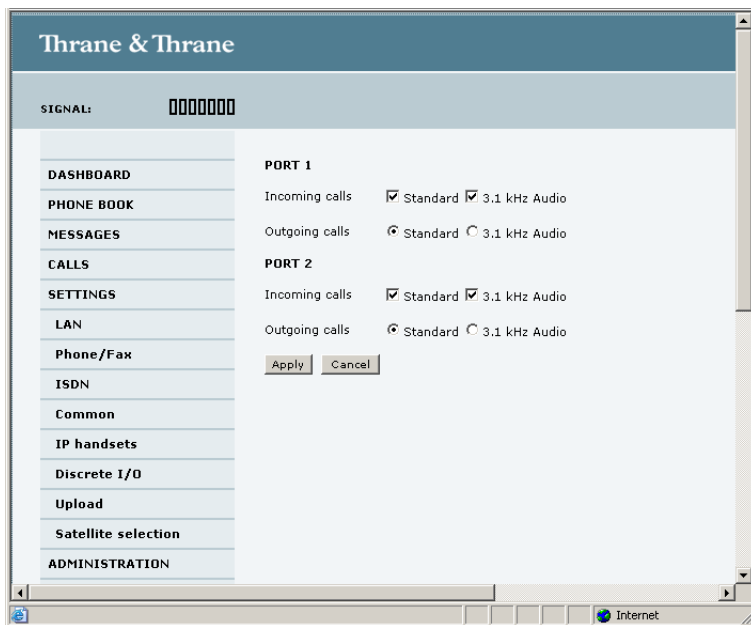 Thrane & Thrane
SIGNAL:
DASHBOARD
PHONE BOOK
MESSAGES
CALLS
SETTINGS
LAN
Phone/Fax
ISDN
Common
IP handsets
Discrete I/O
Upload
Satellite selection
ADMINISTRATION
PORT 1
Incoming calls Standard 3.1 kHz Audio
Outgoing calls Standard 3.1 kHz Audio
PORT 2
Incoming calls Standard 3.1 kHz Audio
Outgoing calls Standard 3.1 kHz Audio
Apply Cancel
Internet